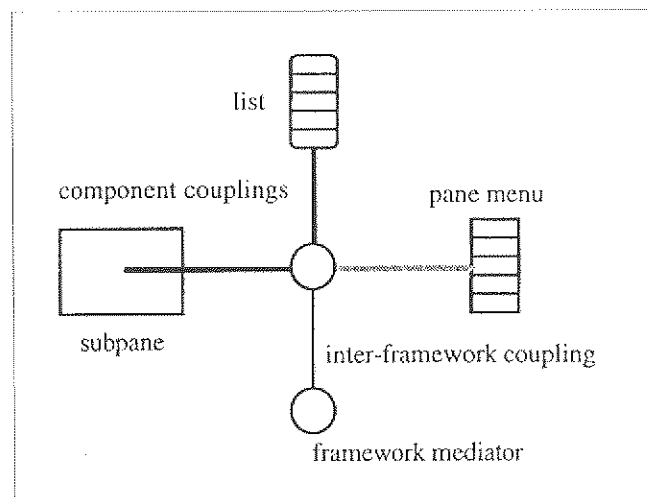 list
component couplings
pane menu
subpane
inter-framework coupling
framework mediator